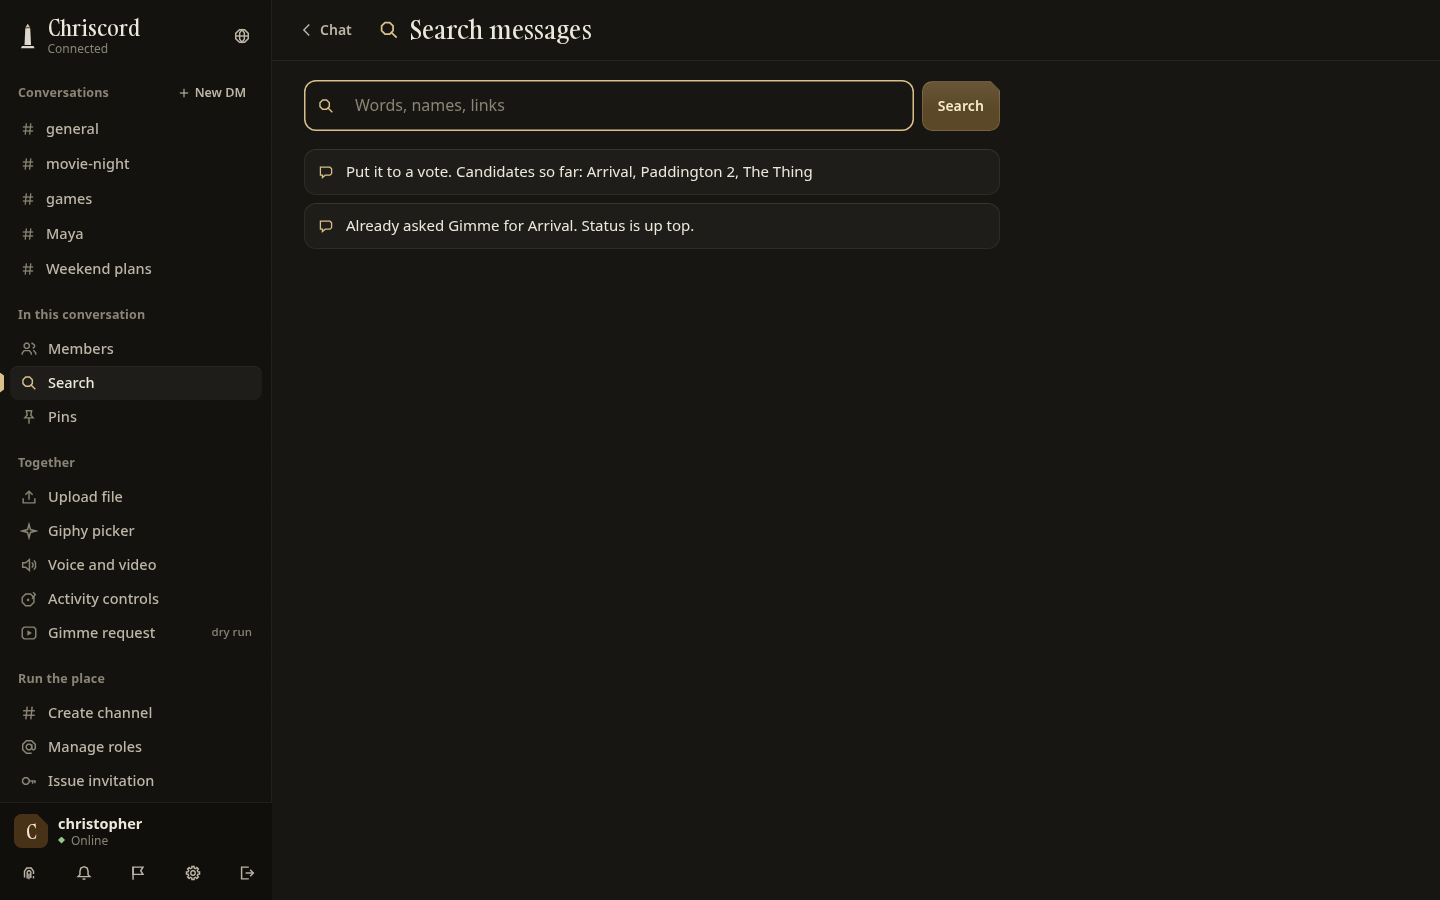 Chriscord
Connected
Conversations
New DM
general
movie-night
games
Maya
Weekend plans
In this conversation
Members
Search
Pins
Together
Upload file
Giphy picker
Voice and video
Activity controls
Gimme request
dry run
Run the place
Create channel
Manage roles
Issue invitation
C
christopher
Online
Chat
Search messages
Words, names, links
Search
Put it to a vote. Candidates so far: Arrival, Paddington 2, The Thing
Already asked Gimme for Arrival. Status is up top.